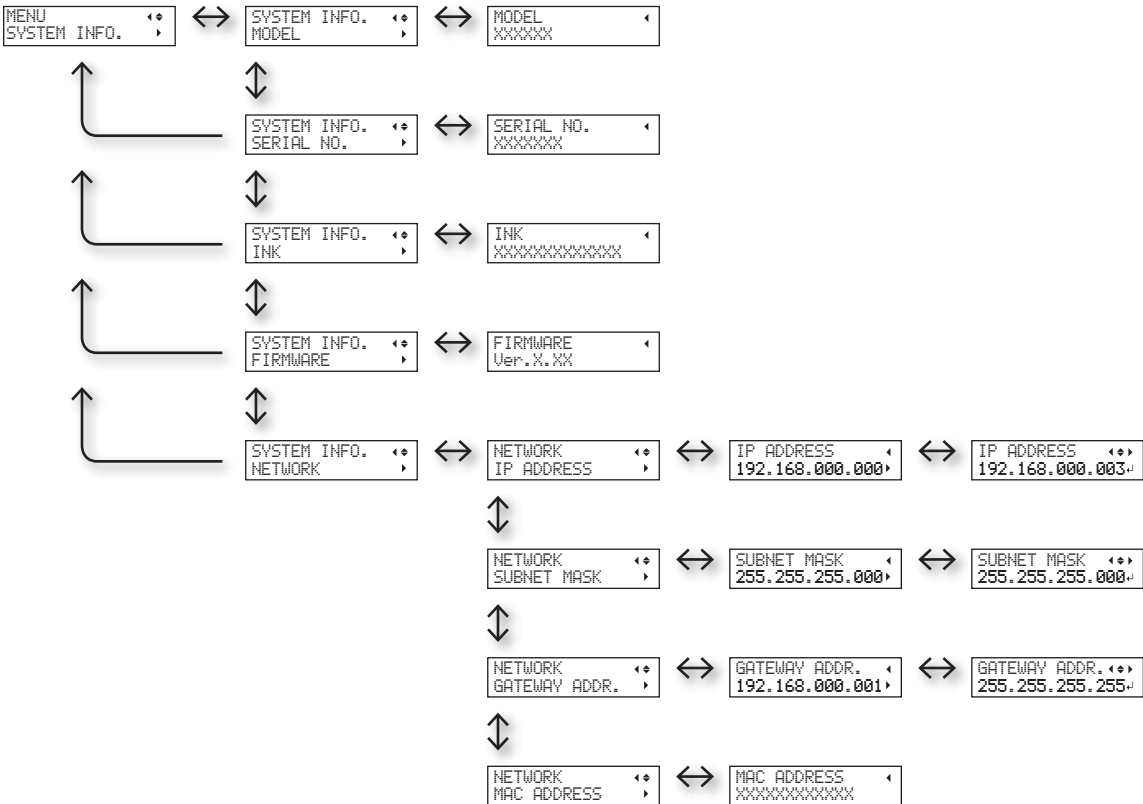 MENU
SYSTEM INFO.
SYSTEM INFO.
MODEL
MODEL
XXXXXX
SYSTEM INFO.
SERIAL NO.
SERIAL NO.
XXXXXXX
SYSTEM INFO.
INK
INK
XXXXXXXXXXXXX
SYSTEM INFO.
FIRMWARE
FIRMWARE
Ver.X.XX
SYSTEM INFO.
NETWORK
NETWORK
IP ADDRESS
IP ADDRESS
192.168.000.000
IP ADDRESS
192.168.000.003
NETWORK
SUBNET MASK
SUBNET MASK
255.255.255.000
SUBNET MASK
255.255.255.000
NETWORK
GATEWAY ADDR.
GATEWAY ADDR.
192.168.000.001
GATEWAY ADDR.
255.255.255.255
NETWORK
MAC ADDRESS
MAC ADDRESS
XXXXXXXXXXXX